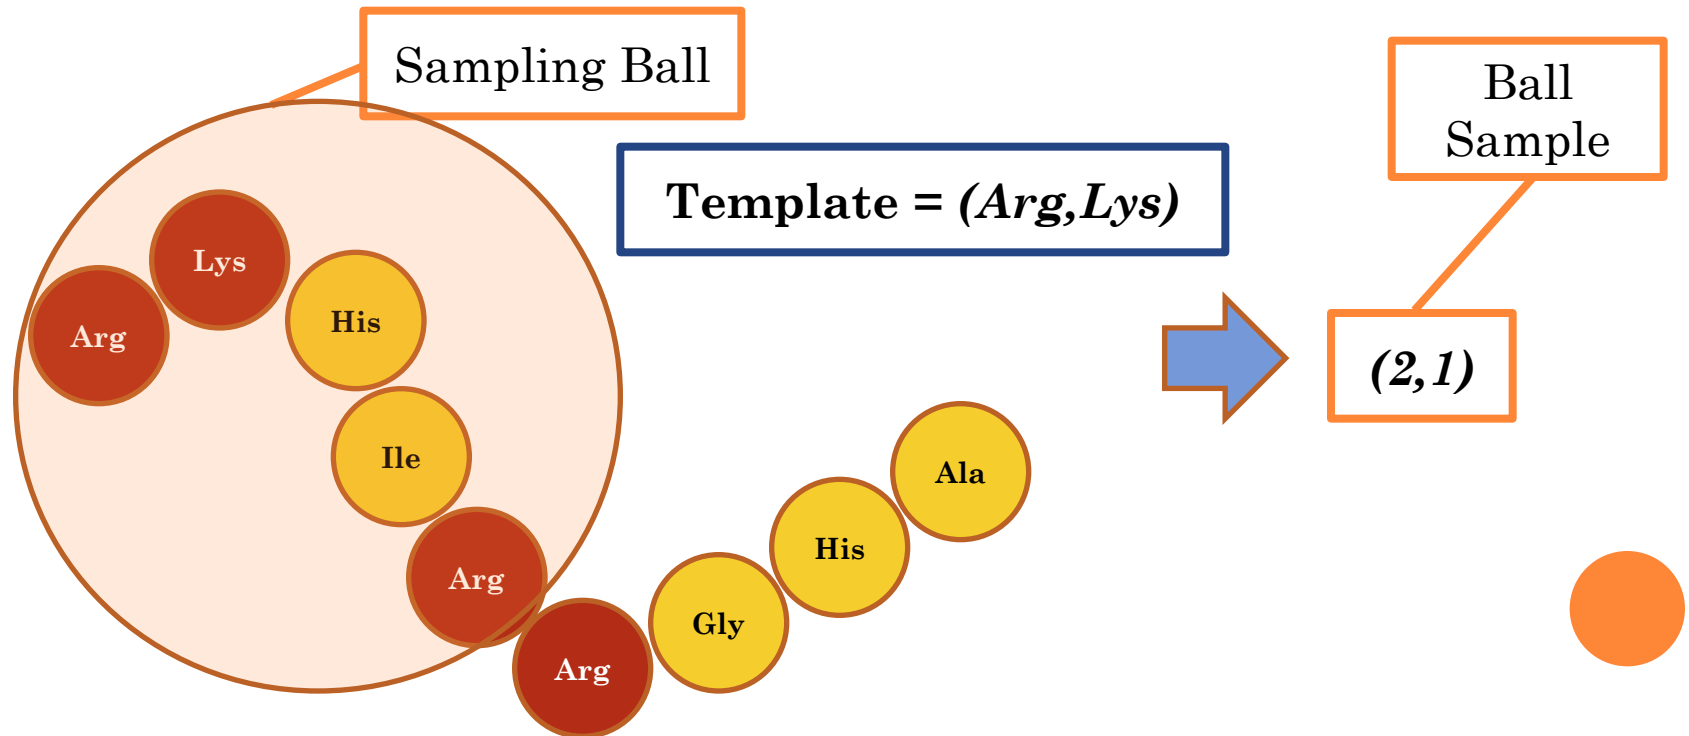 Sampling Ball
Ball
Sample
Template = (Arg,Lys)
Lys
Arg
His
(2,1)
Ile
Ala
Arg
His
Gly
Arg